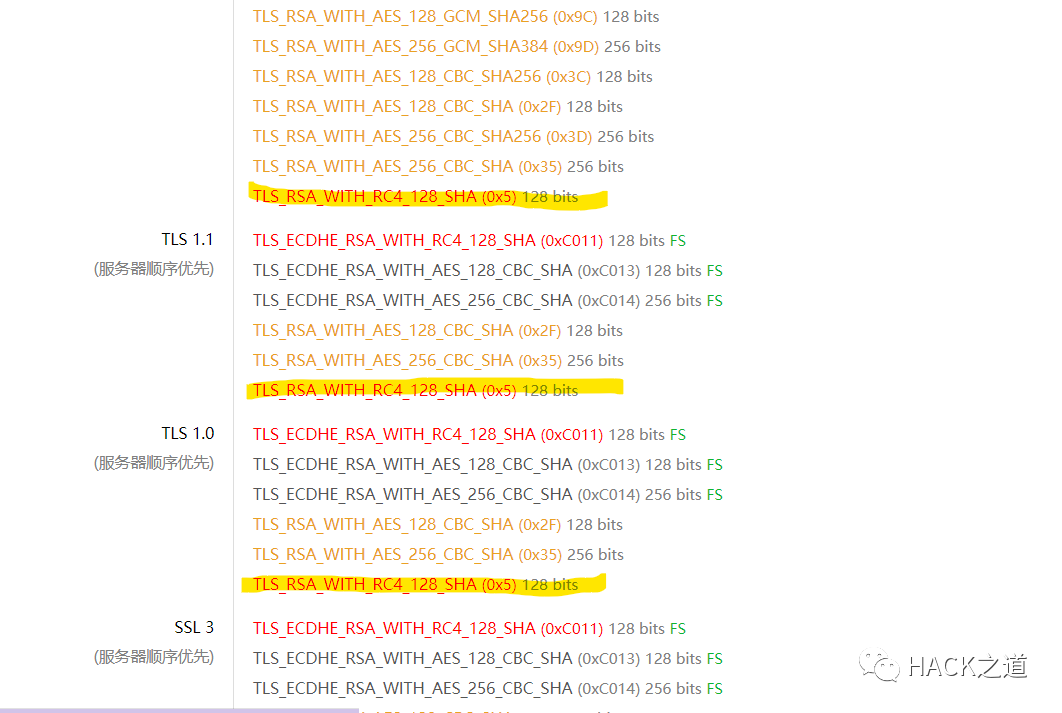 TLS_RSA_WITH_AES_128_GCM_SHA256 (0x9C) 128 bits
TLS_RSA_WITH_AES_256_GCM_SHA384 (0x9D) 256 bits
TLS_RSA_WITH_AES_128_CBC_SHA256 (0x3C) 128 bits
TLS_RSA_WITH_AES_128_CBC_SHA (0x2F) 128 bits
TLS_RSA_WITH_AES_256_CBC_SHA256 (0x3D) 256 bits
TLS_RSA_WITH_AES_256_CBC_SHA (0x35) 256 bits
TLS_RSA_WITH_RC4_128_SHA (0x5) 128 bits
TLS 1.1
(服务器顺序优先)
TLS_ECDHE_RSA_WITH_RC4_128_SHA (0xC011) 128 bits FS
TLS_ECDHE_RSA_WITH_AES_128_CBC_SHA (0xC013) 128 bits FS
TLS_ECDHE_RSA_WITH_AES_256_CBC_SHA (0xC014) 256 bits FS
TLS_RSA_WITH_AES_128_CBC_SHA (0x2F) 128 bits
TLS_RSA_WITH_AES_256_CBC_SHA (0x35) 256 bits
TLS_RSA_WITH_RC4_128_SHA (0x5) 128 bits
TLS 1.0
(服务器顺序优先)
TLS_ECDHE_RSA_WITH_RC4_128_SHA (0xC011) 128 bits FS
TLS_ECDHE_RSA_WITH_AES_128_CBC_SHA (0xC013) 128 bits FS
TLS_ECDHE_RSA_WITH_AES_256_CBC_SHA (0xC014) 256 bits FS
TLS_RSA_WITH_AES_128_CBC_SHA (0x2F) 128 bits
TLS_RSA_WITH_AES_256_CBC_SHA (0x35) 256 bits
TLS_RSA_WITH_RC4_128_SHA (0x5) 128 bits
SSL 3
(服务器顺序优先)
TLS_ECDHE_RSA_WITH_RC4_128_SHA (0xC011) 128 bits FS
TLS_ECDHE_RSA_WITH_AES_128_CBC_SHA (0xC013) 128 bits FS
TLS_ECDHE_RSA_WITH_AES_256_CBC_SHA (0xC014) 256 bits FS
HACK之道